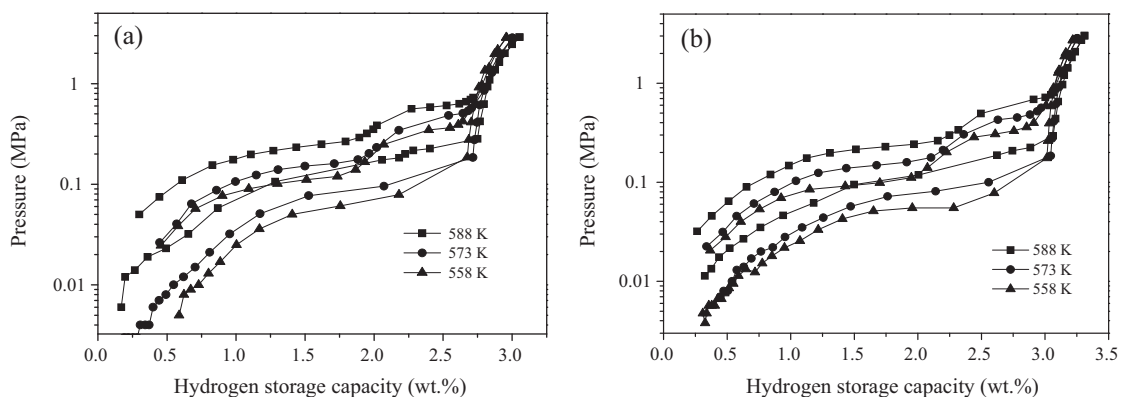 (a)
Pressure (MPa)
1
0.1
0.01
588 K
573 K
558 K
0.0 0.5 1.0 1.5 2.0 2.5 3.0
Hydrogen storage capacity (wt.%)
(b)
Pressure (MPa)
1
0.1
0.01
588 K
573 K
558 K
0.0 0.5 1.0 1.5 2.0 2.5 3.0 3.5
Hydrogen storage capacity (wt.%)